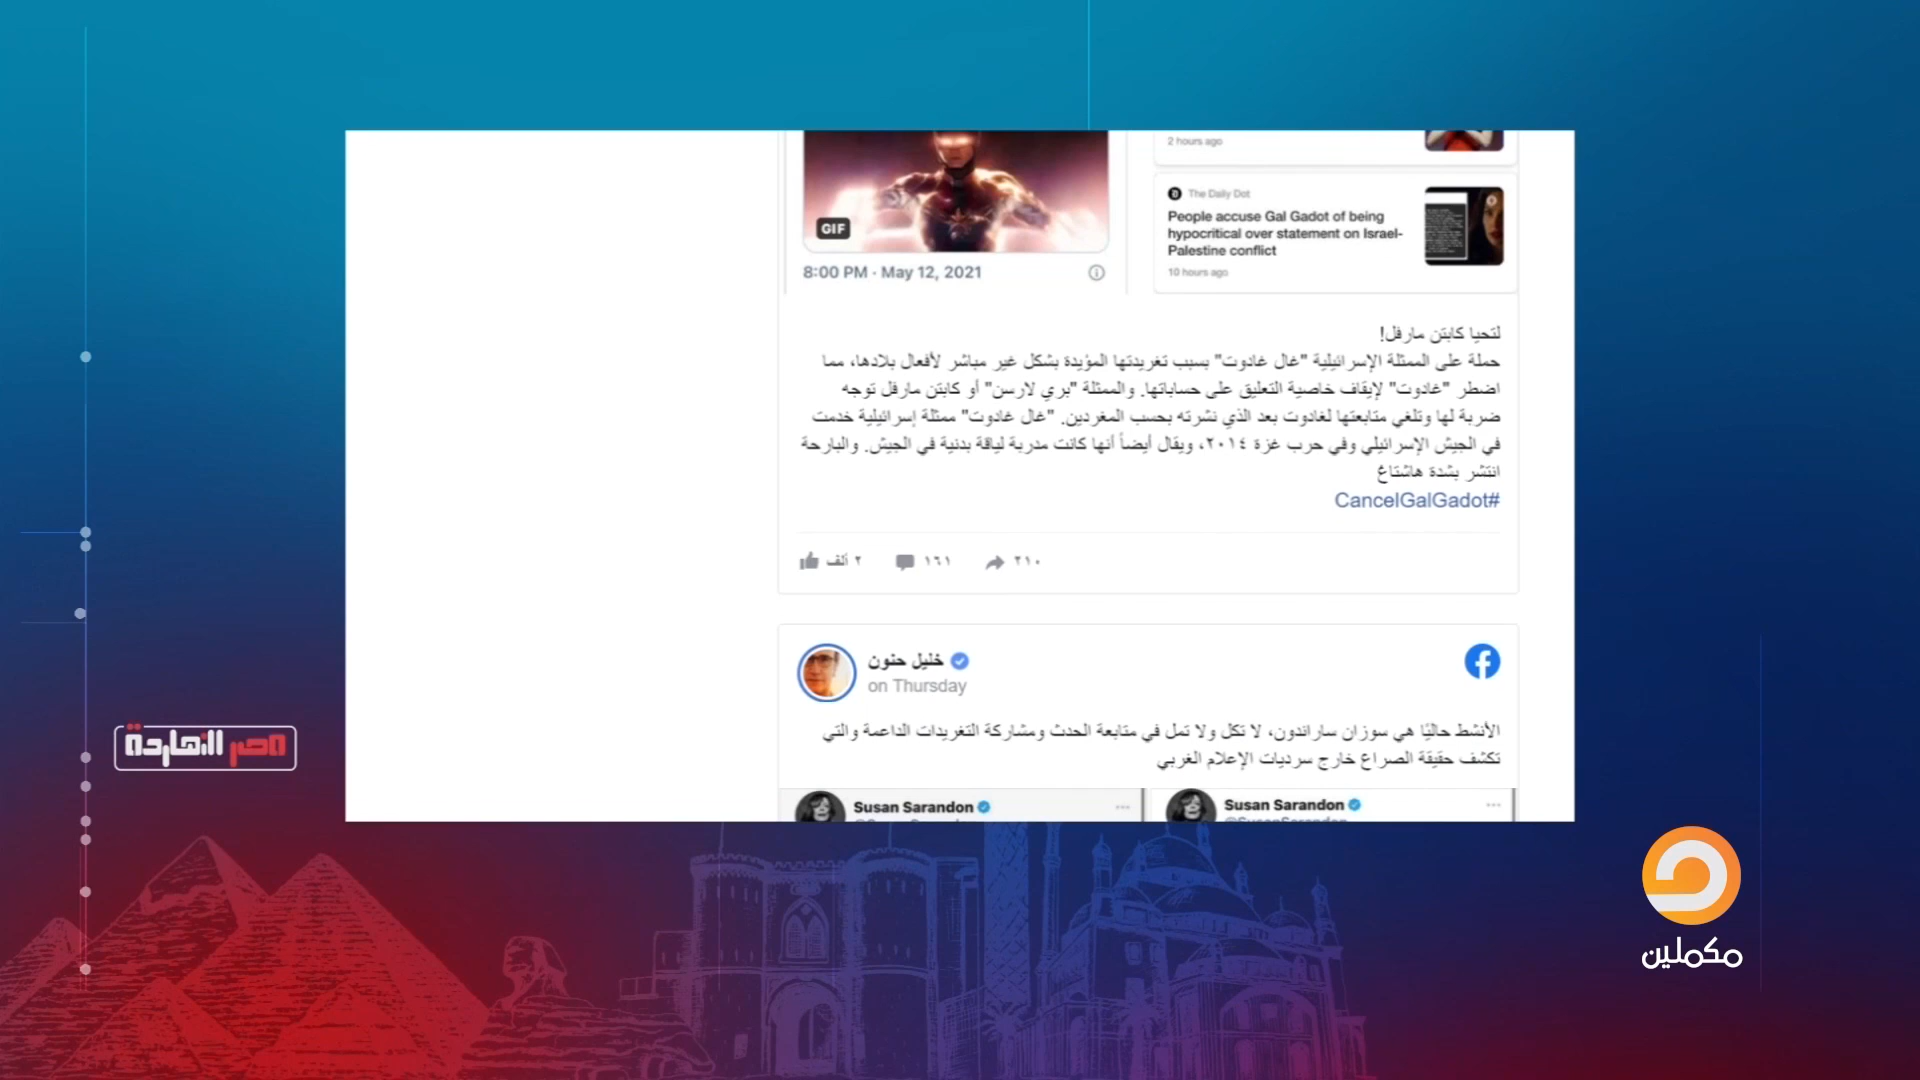 GIF
8:00 PM · May 12, 2021
2 hours ago
The Daily Dot
People accuse Gal Gadot of being
hypocritical over statement on Israel-
Palestine conflict
10 hours ago
لتحيا كابتن مارفل!
حملة على الممثلة الإسرائيلية "غال غادوت" بسبب تغريدتها المؤيدة بشكل غير مباشر لأفعال بلادها، مما
اضطر "غادوت" لإيقاف خاصية التعليق على حساباتها. والممثلة "بري لارسن" أو كابتن مارفل توجه
ضربة لها وتلغي متابعتها لغادوت بعد الذي نشرته بحسب المغردين. "غال غادوت" ممثلة إسرائيلية خدمت
في الجيش الإسرائيلي وفي حرب غزة ٢٠١٤، ويقال أيضاً أنها كانت مدربة لياقة بدنية في الجيش. والبارحة
انتشر بشدة هاشتاغ
#CancelGalGadot
٢ ألف ١٦١ ٢١٠
خليل حنون
on Thursday
الأنشط حاليًا هي سوزان ساراندون، لا تكل ولا تمل في متابعة الحدث ومشاركة التغريدات الداعمة والتي
تكشف حقيقة الصراع خارج سرديات الإعلام الغربي
Susan Sarandon
Susan Sarandon
مصر النهاردة
مكملين